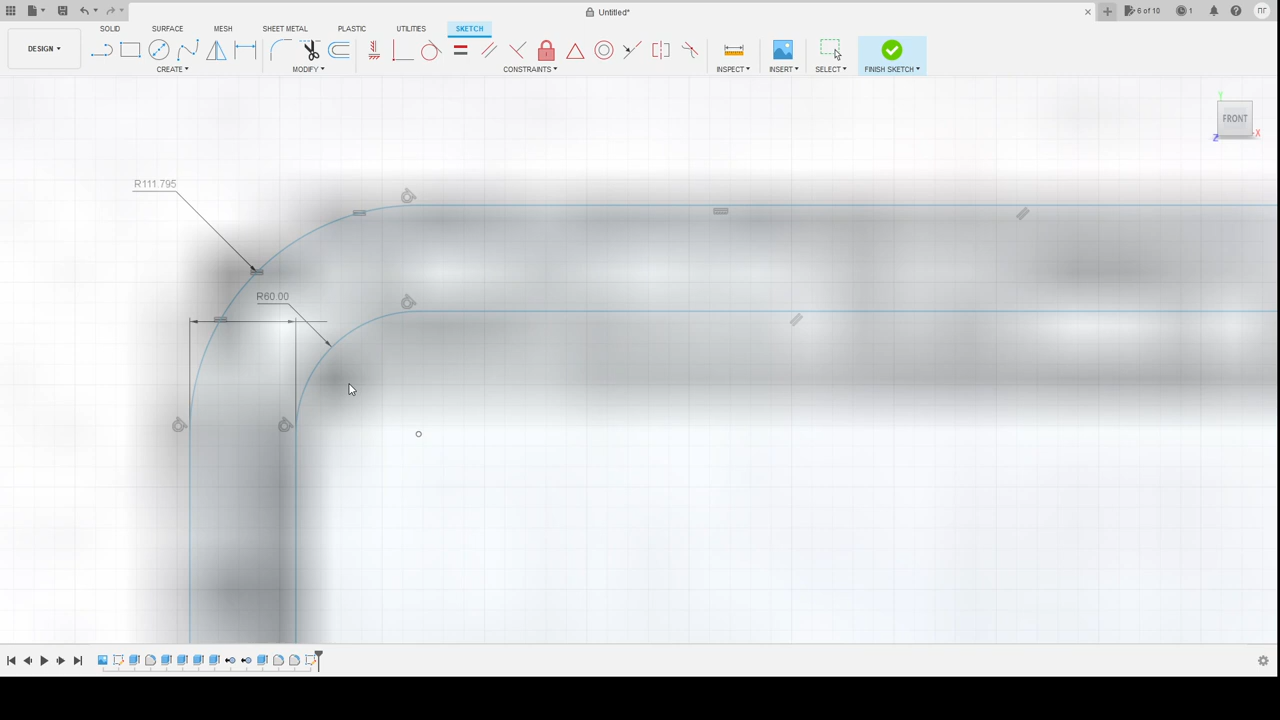 Untitled*
6 of 10
1
ПГ
SOLID
SURFACE
MESH
SHEET METAL
PLASTIC
UTILITIES
SKETCH
DESIGN
CREATE
MODIFY
CONSTRAINTS
INSPECT
INSERT
SELECT
FINISH SKETCH
Y
FRONT
Z
X
R111.795
R60.00